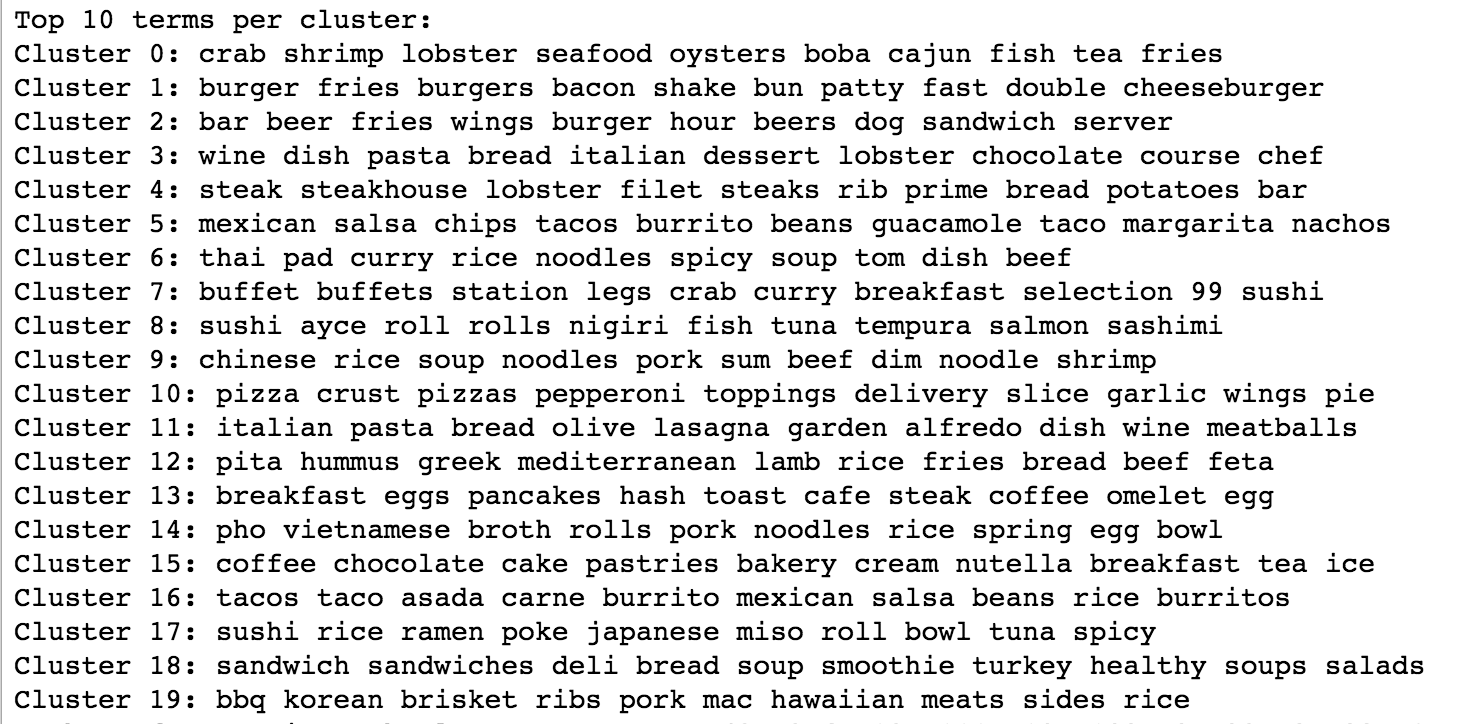 Top 10 terms per cluster:
Cluster 0: crab shrimp lobster seafood oysters boba cajun fish tea fries
Cluster 1: burger fries burgers bacon shake bun patty fast double cheeseburger
Cluster 2: bar beer fries wings burger hour beers dog sandwich server
Cluster 3: wine dish pasta bread italian dessert lobster chocolate course chef
Cluster 4: steak steakhouse lobster filet steaks rib prime bread potatoes bar
Cluster 5: mexican salsa chips tacos burrito beans guacamole taco margarita nachos
Cluster 6: thai pad curry rice noodles spicy soup tom dish beef
Cluster 7: buffet buffets station legs crab curry breakfast selection 99 sushi
Cluster 8: sushi ayce roll rolls nigiri fish tuna tempura salmon sashimi
Cluster 9: chinese rice soup noodles pork sum beef dim noodle shrimp
Cluster 10: pizza crust pizzas pepperoni toppings delivery slice garlic wings pie
Cluster 11: italian pasta bread olive lasagna garden alfredo dish wine meatballs
Cluster 12: pita hummus greek mediterranean lamb rice fries bread beef feta
Cluster 13: breakfast eggs pancakes hash toast cafe steak coffee omelet egg
Cluster 14: pho vietnamese broth rolls pork noodles rice spring egg bowl
Cluster 15: coffee chocolate cake pastries bakery cream nutella breakfast tea ice
Cluster 16: tacos taco asada carne burrito mexican salsa beans rice burritos
Cluster 17: sushi rice ramen poke japanese miso roll bowl tuna spicy
Cluster 18: sandwich sandwiches deli bread soup smoothie turkey healthy soups salads
Cluster 19: bbq korean brisket ribs pork mac hawaiian meats sides rice